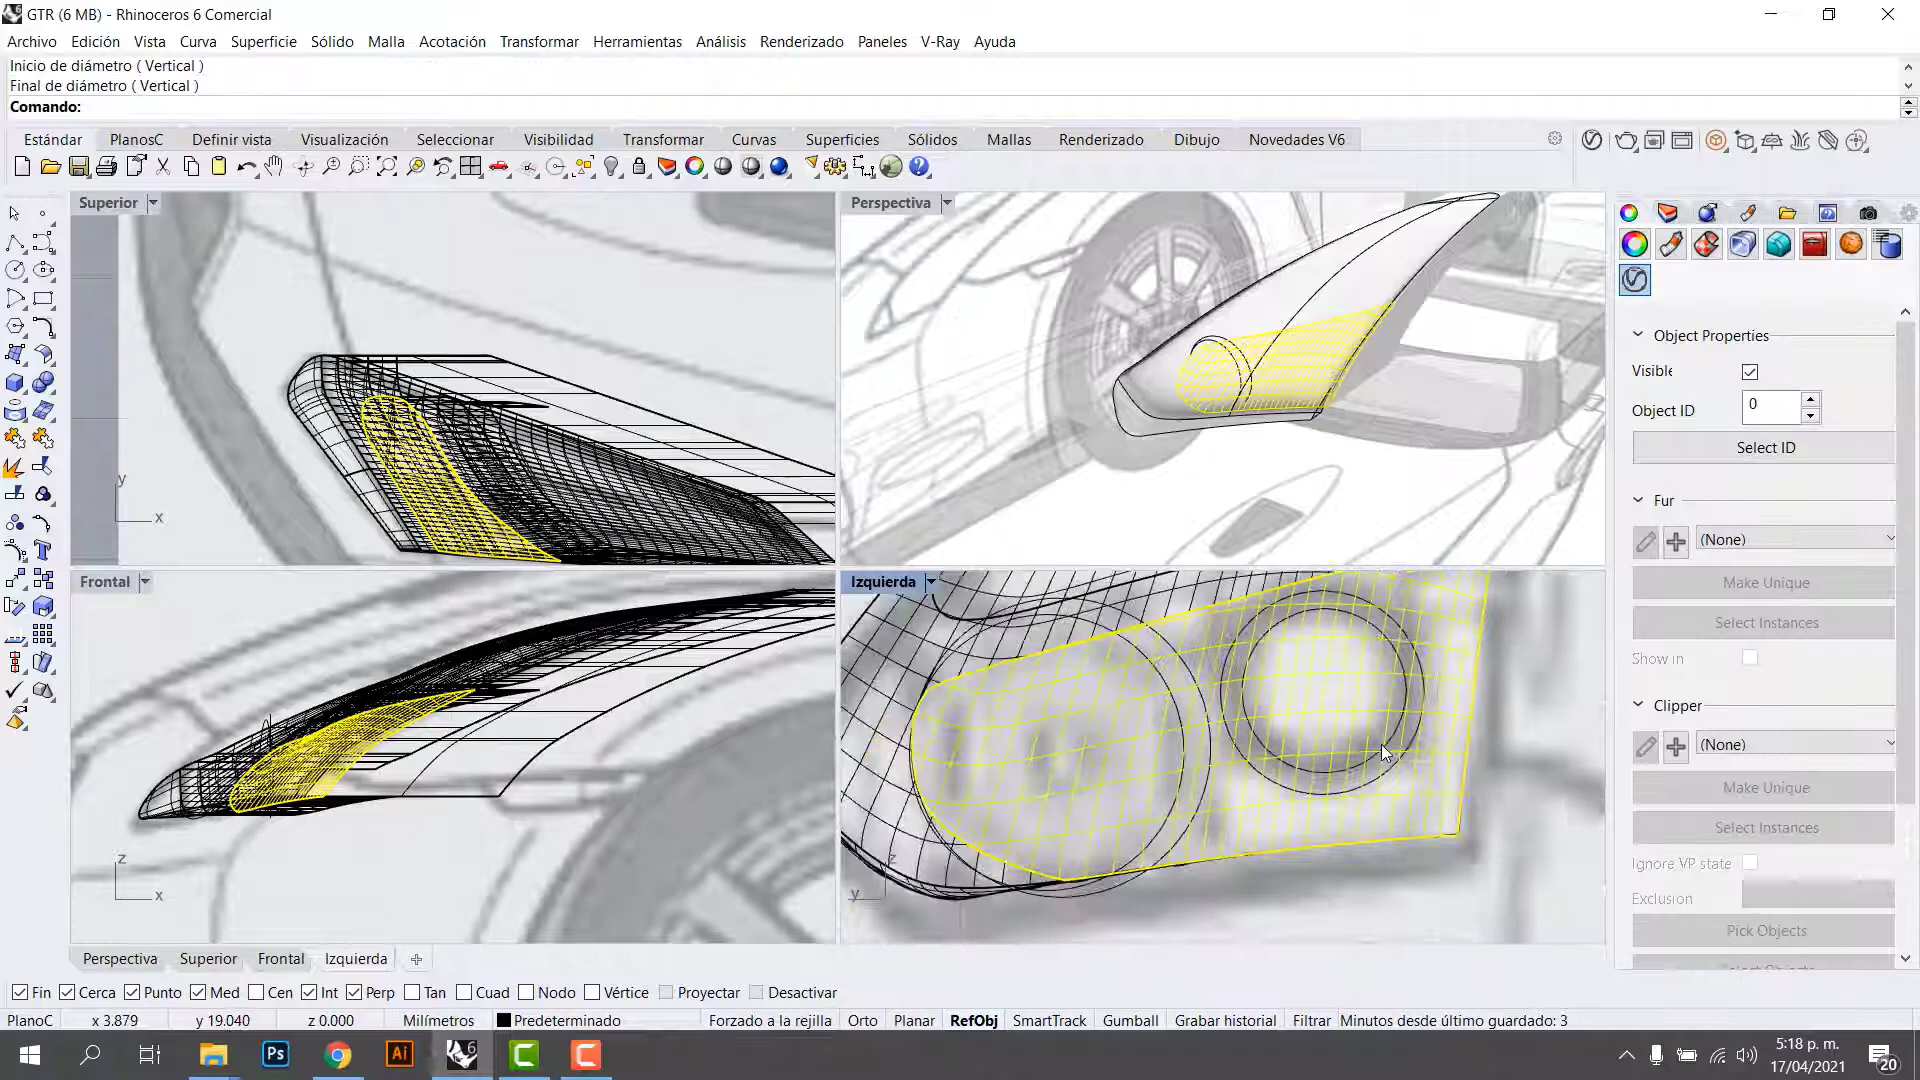 GTR (6 MB) - Rhinoceros 6 Comercial
Archivo Edición Vista Curva Superficie Sólido Malla Acotación Transformar Herramientas Análisis Renderizado Paneles V-Ray Ayuda
Inicio de diámetro ( Vertical )
Final de diámetro ( Vertical )
Comando:
Estándar PlanosC Definir vista Visualización Seleccionar Visibilidad Transformar Curvas Superficies Sólidos Mallas Renderizado Dibujo Novedades V6
Superior
Perspectiva
y
x
Object Properties
Visible
Object ID 0
Select ID
Fur
(None)
Make Unique
Select Instances
Show in
Clipper
(None)
Make Unique
Select Instances
Ignore VP state
Exclusion
Pick Objects
Frontal
Izquierda
z
x
z
y
Perspectiva Superior Frontal Izquierda
Fin Cerca Punto Med Cen Int Perp Tan Cuad Nodo Vértice Proyectar Desactivar
PlanoC x 3.879 y 19.040 z 0.000 Milímetros Predeterminado Forzado a la rejilla Orto Planar RefObj SmartTrack Gumball Grabar historial Filtrar Minutos desde último guardado: 3
Ps Ai 6 C C
5:18 p. m.
17/04/2021
20